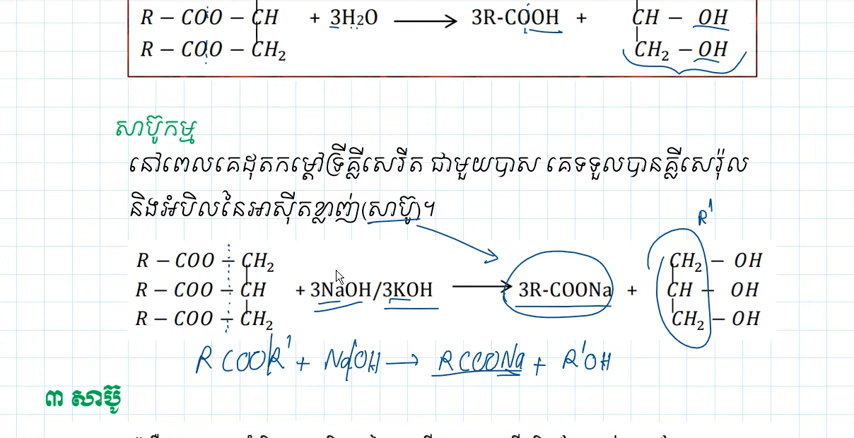 R − COO − CH + 3H₂O ⟶ 3R-COOH + CH − OH
R − COO − CH₂ CH₂ − OH
សាប៊ូកម្ម
នៅពេលគេដុតកម្តៅទ្រីគ្លីសេរីត ជាមួយបាស គេទទួលបានគ្លីសេរ៉ុល
និងអំបិលនៃអាស៊ីតខ្លាញ់(សាប៊ូ)។
R'
R − COO − CH₂ CH₂ − OH
R − COO − CH + 3NaOH/3KOH ⟶ 3R-COONa + CH − OH
R − COO − CH₂ CH₂ − OH
RCOOR' + NaOH ⟶ RCOONa + R'OH
៣ សាប៊ូ